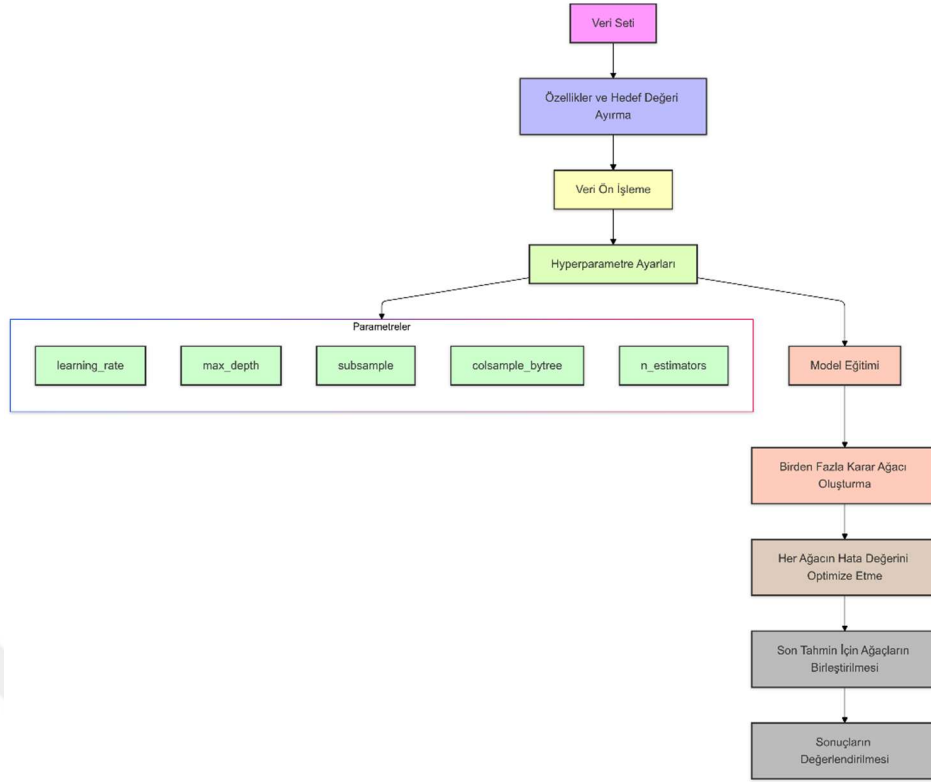 Veri Seti
Özellikler ve Hedef Değeri
Ayırma
Veri Ön İşleme
Hyperparametre Ayarları
Parametreler
learning_rate
max_depth
subsample
colsample_bytree
n_estimators
Model Eğitimi
Birden Fazla Karar Ağacı
Oluşturma
Her Ağacın Hata Değerini
Optimize Etme
Son Tahmin İçin Ağaçların
Birleştirilmesi
Sonuçların
Değerlendirilmesi